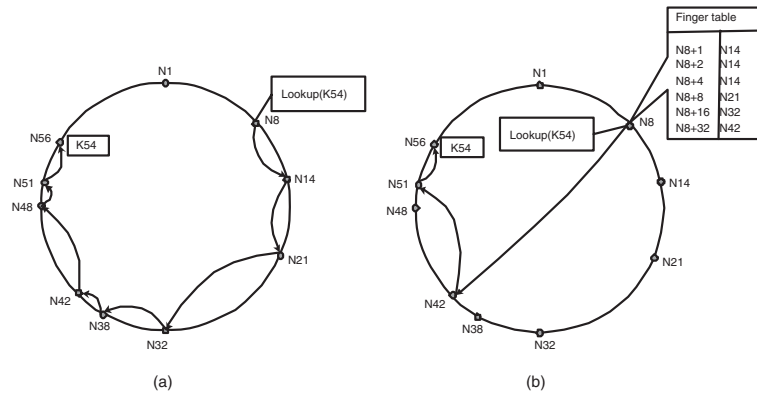 N1
Lookup(K54)
N8
N56
K54
N51
N48
N14
N21
N42
N38
N32
(a)
Finger table
N8+1 N14
N8+2 N14
N8+4 N14
N8+8 N21
N8+16 N32
N8+32 N42
N1
N8
Lookup(K54)
N56
K54
N51
N48
N14
N21
N42
N38
N32
(b)